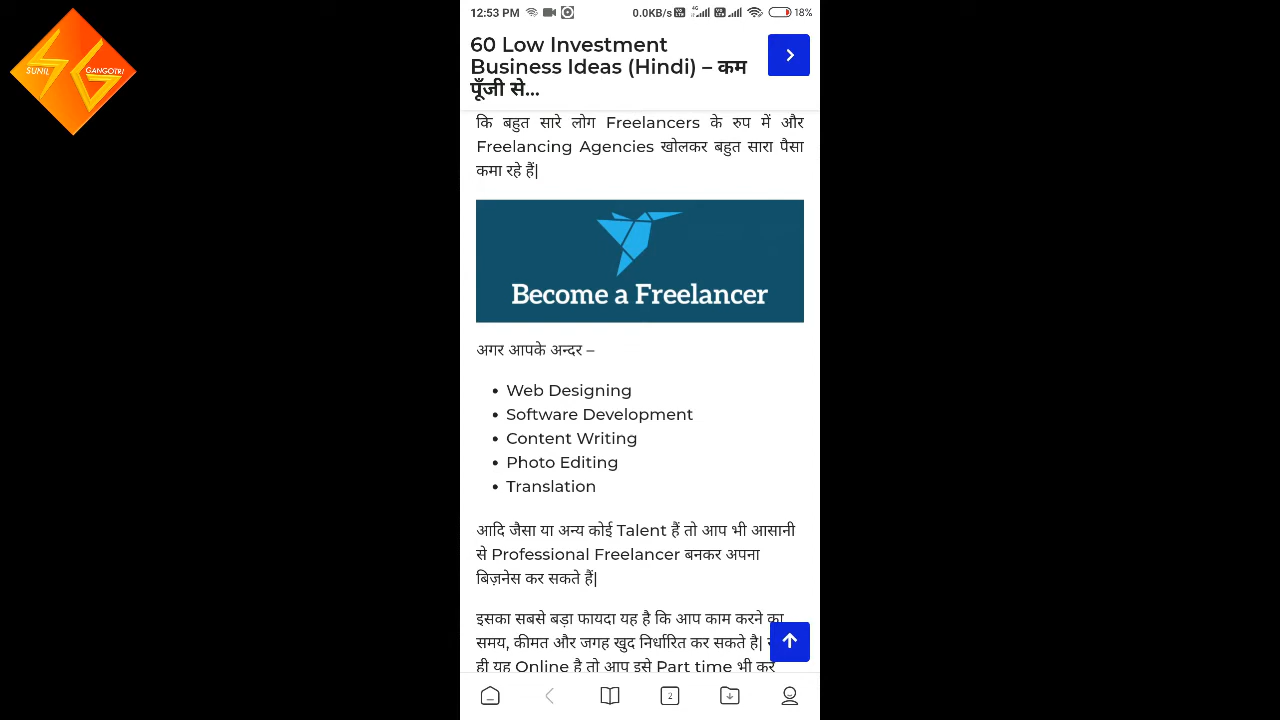 SUNIL
GANGOTRI
12:53 PM
0.0KB/s
18%
60 Low Investment
Business Ideas (Hindi) – कम
पूँजी से...
कि बहुत सारे लोग Freelancers के रुप में और
Freelancing Agencies खोलकर बहुत सारा पैसा
कमा रहे हैं|
Become a Freelancer
अगर आपके अन्दर –
• Web Designing
• Software Development
• Content Writing
• Photo Editing
• Translation
आदि जैसा या अन्य कोई Talent हैं तो आप भी आसानी
से Professional Freelancer बनकर अपना
बिज़नेस कर सकते हैं|
इसका सबसे बड़ा फायदा यह है कि आप काम करने का
समय, कीमत और जगह खुद निर्धारित कर सकते है|
ही यह Online है तो आप इसे Part time भी कर
2